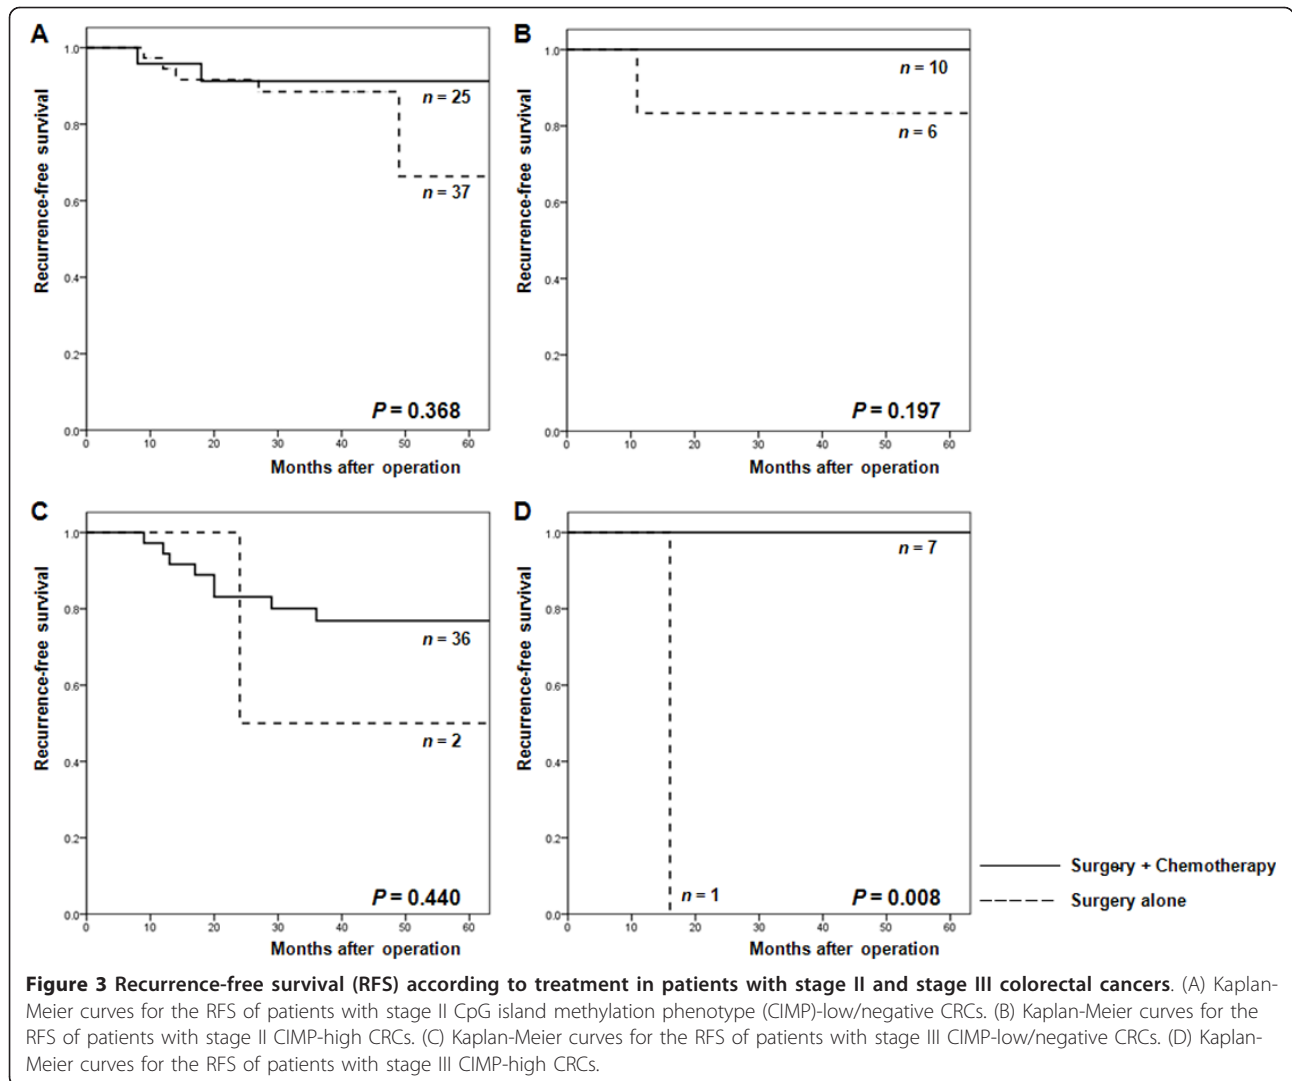 A
Recurrence-free survival
1.0
0.8
0.6
0.4
0.2
0.0
n = 25
n = 37
P = 0.368
0 10 20 30 40 50 60
Months after operation
B
Recurrence-free survival
1.0
0.8
0.6
0.4
0.2
0.0
n = 10
n = 6
P = 0.197
0 10 20 30 40 50 60
Months after operation
C
Recurrence-free survival
1.0
0.8
0.6
0.4
0.2
0.0
n = 36
n = 2
P = 0.440
0 10 20 30 40 50 60
Months after operation
D
Recurrence-free survival
1.0
0.8
0.6
0.4
0.2
0.0
n = 7
n = 1
P = 0.008
0 10 20 30 40 50 60
Months after operation
Surgery + Chemotherapy
Surgery alone
Figure 3 Recurrence-free survival (RFS) according to treatment in patients with stage II and stage III colorectal cancers. (A) Kaplan-
Meier curves for the RFS of patients with stage II CpG island methylation phenotype (CIMP)-low/negative CRCs. (B) Kaplan-Meier curves for the
RFS of patients with stage II CIMP-high CRCs. (C) Kaplan-Meier curves for the RFS of patients with stage III CIMP-low/negative CRCs. (D) Kaplan-
Meier curves for the RFS of patients with stage III CIMP-high CRCs.